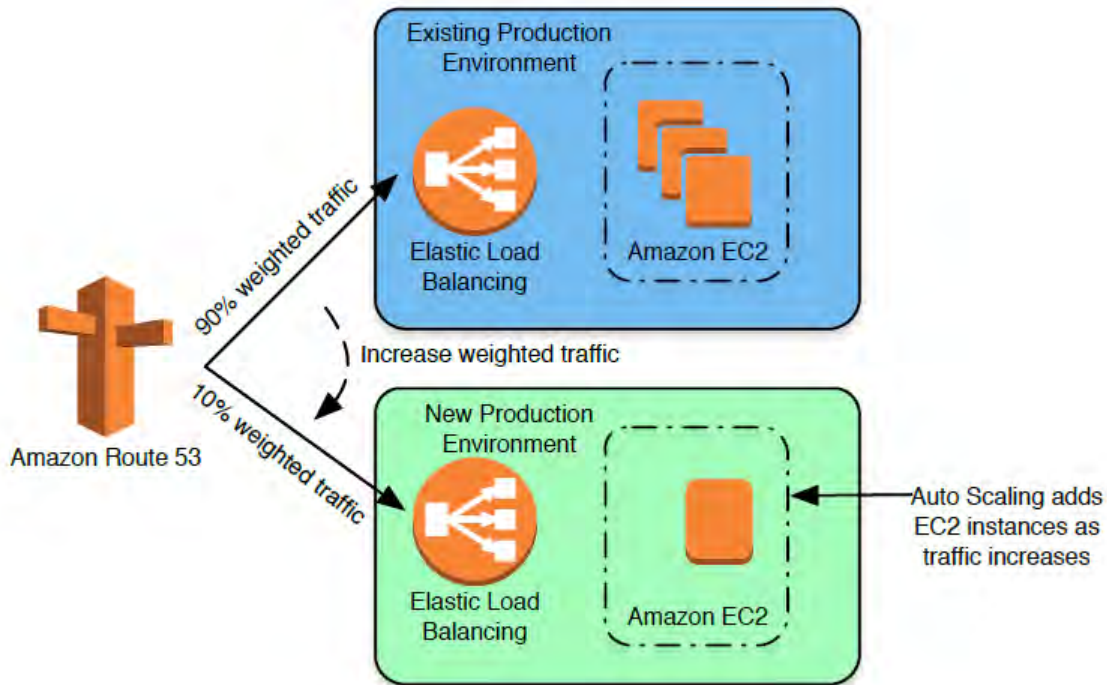 Existing Production
Environment
Elastic Load
Balancing
Amazon EC2
90% weighted traffic
Increase weighted traffic
10% weighted traffic
Amazon Route 53
New Production
Environment
Elastic Load
Balancing
Amazon EC2
Auto Scaling adds
EC2 instances as
traffic increases